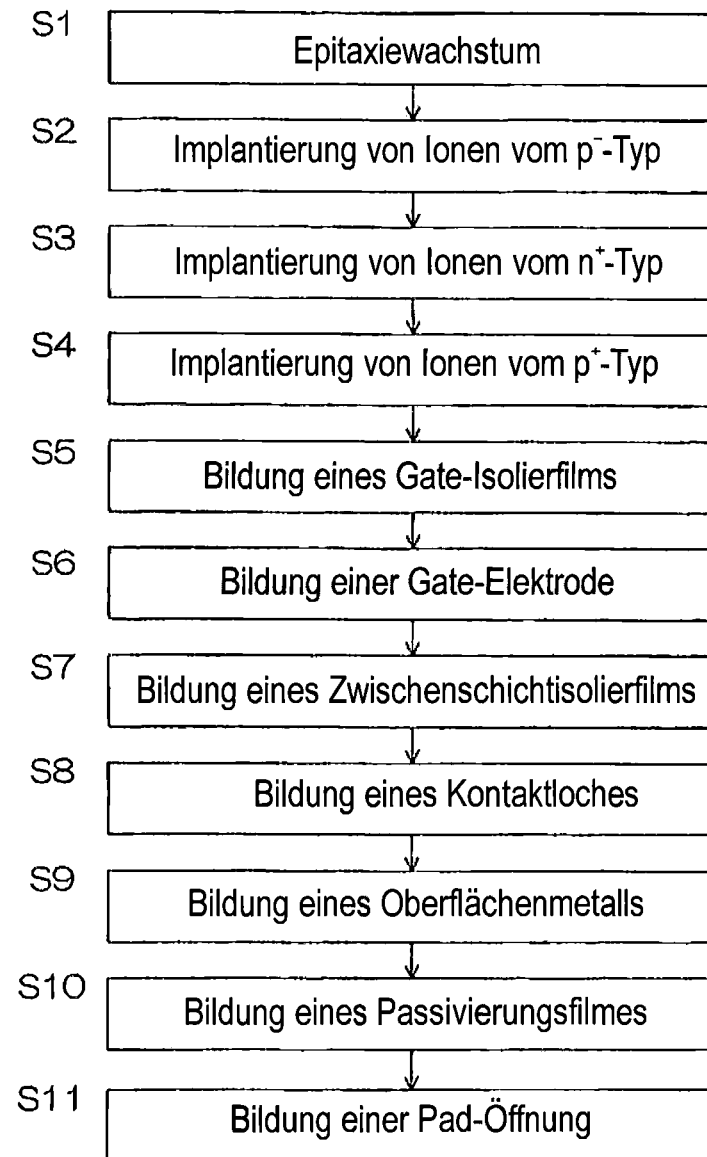 S1 Epitaxiewachstum
S2 Implantierung von Ionen vom p⁻-Typ
S3 Implantierung von Ionen vom n⁺-Typ
S4 Implantierung von Ionen vom p⁺-Typ
S5 Bildung eines Gate-Isolierfilms
S6 Bildung einer Gate-Elektrode
S7 Bildung eines Zwischenschichtisolierfilms
S8 Bildung eines Kontaktloches
S9 Bildung eines Oberflächenmetalls
S10 Bildung eines Passivierungsfilmes
S11 Bildung einer Pad-Öffnung